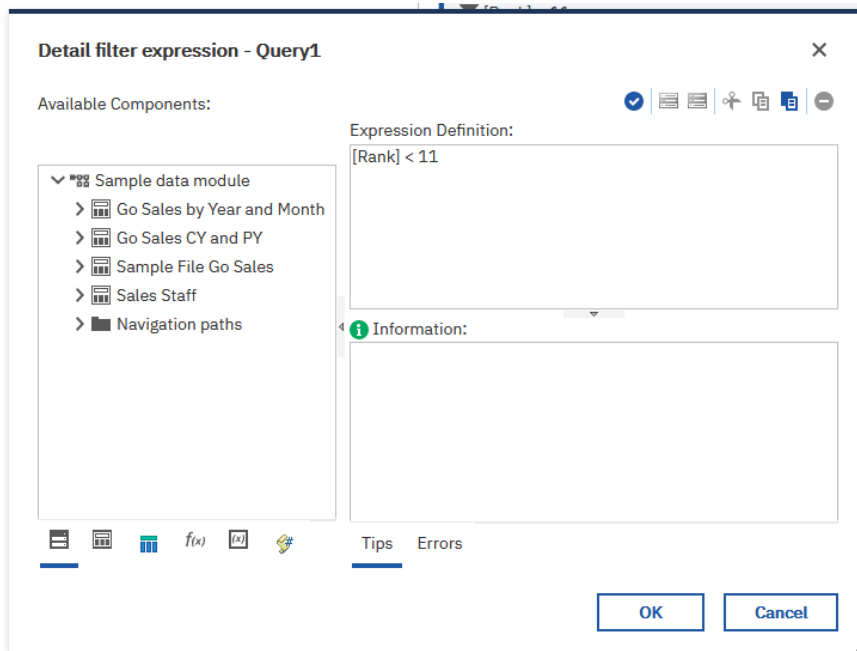 Detail filter expression - Query1
Available Components:
Expression Definition:
[Rank] < 11
Sample data module
Go Sales by Year and Month
Go Sales CY and PY
Sample File Go Sales
Sales Staff
Navigation paths
Information:
f(x)
(x)
Tips
Errors
OK
Cancel